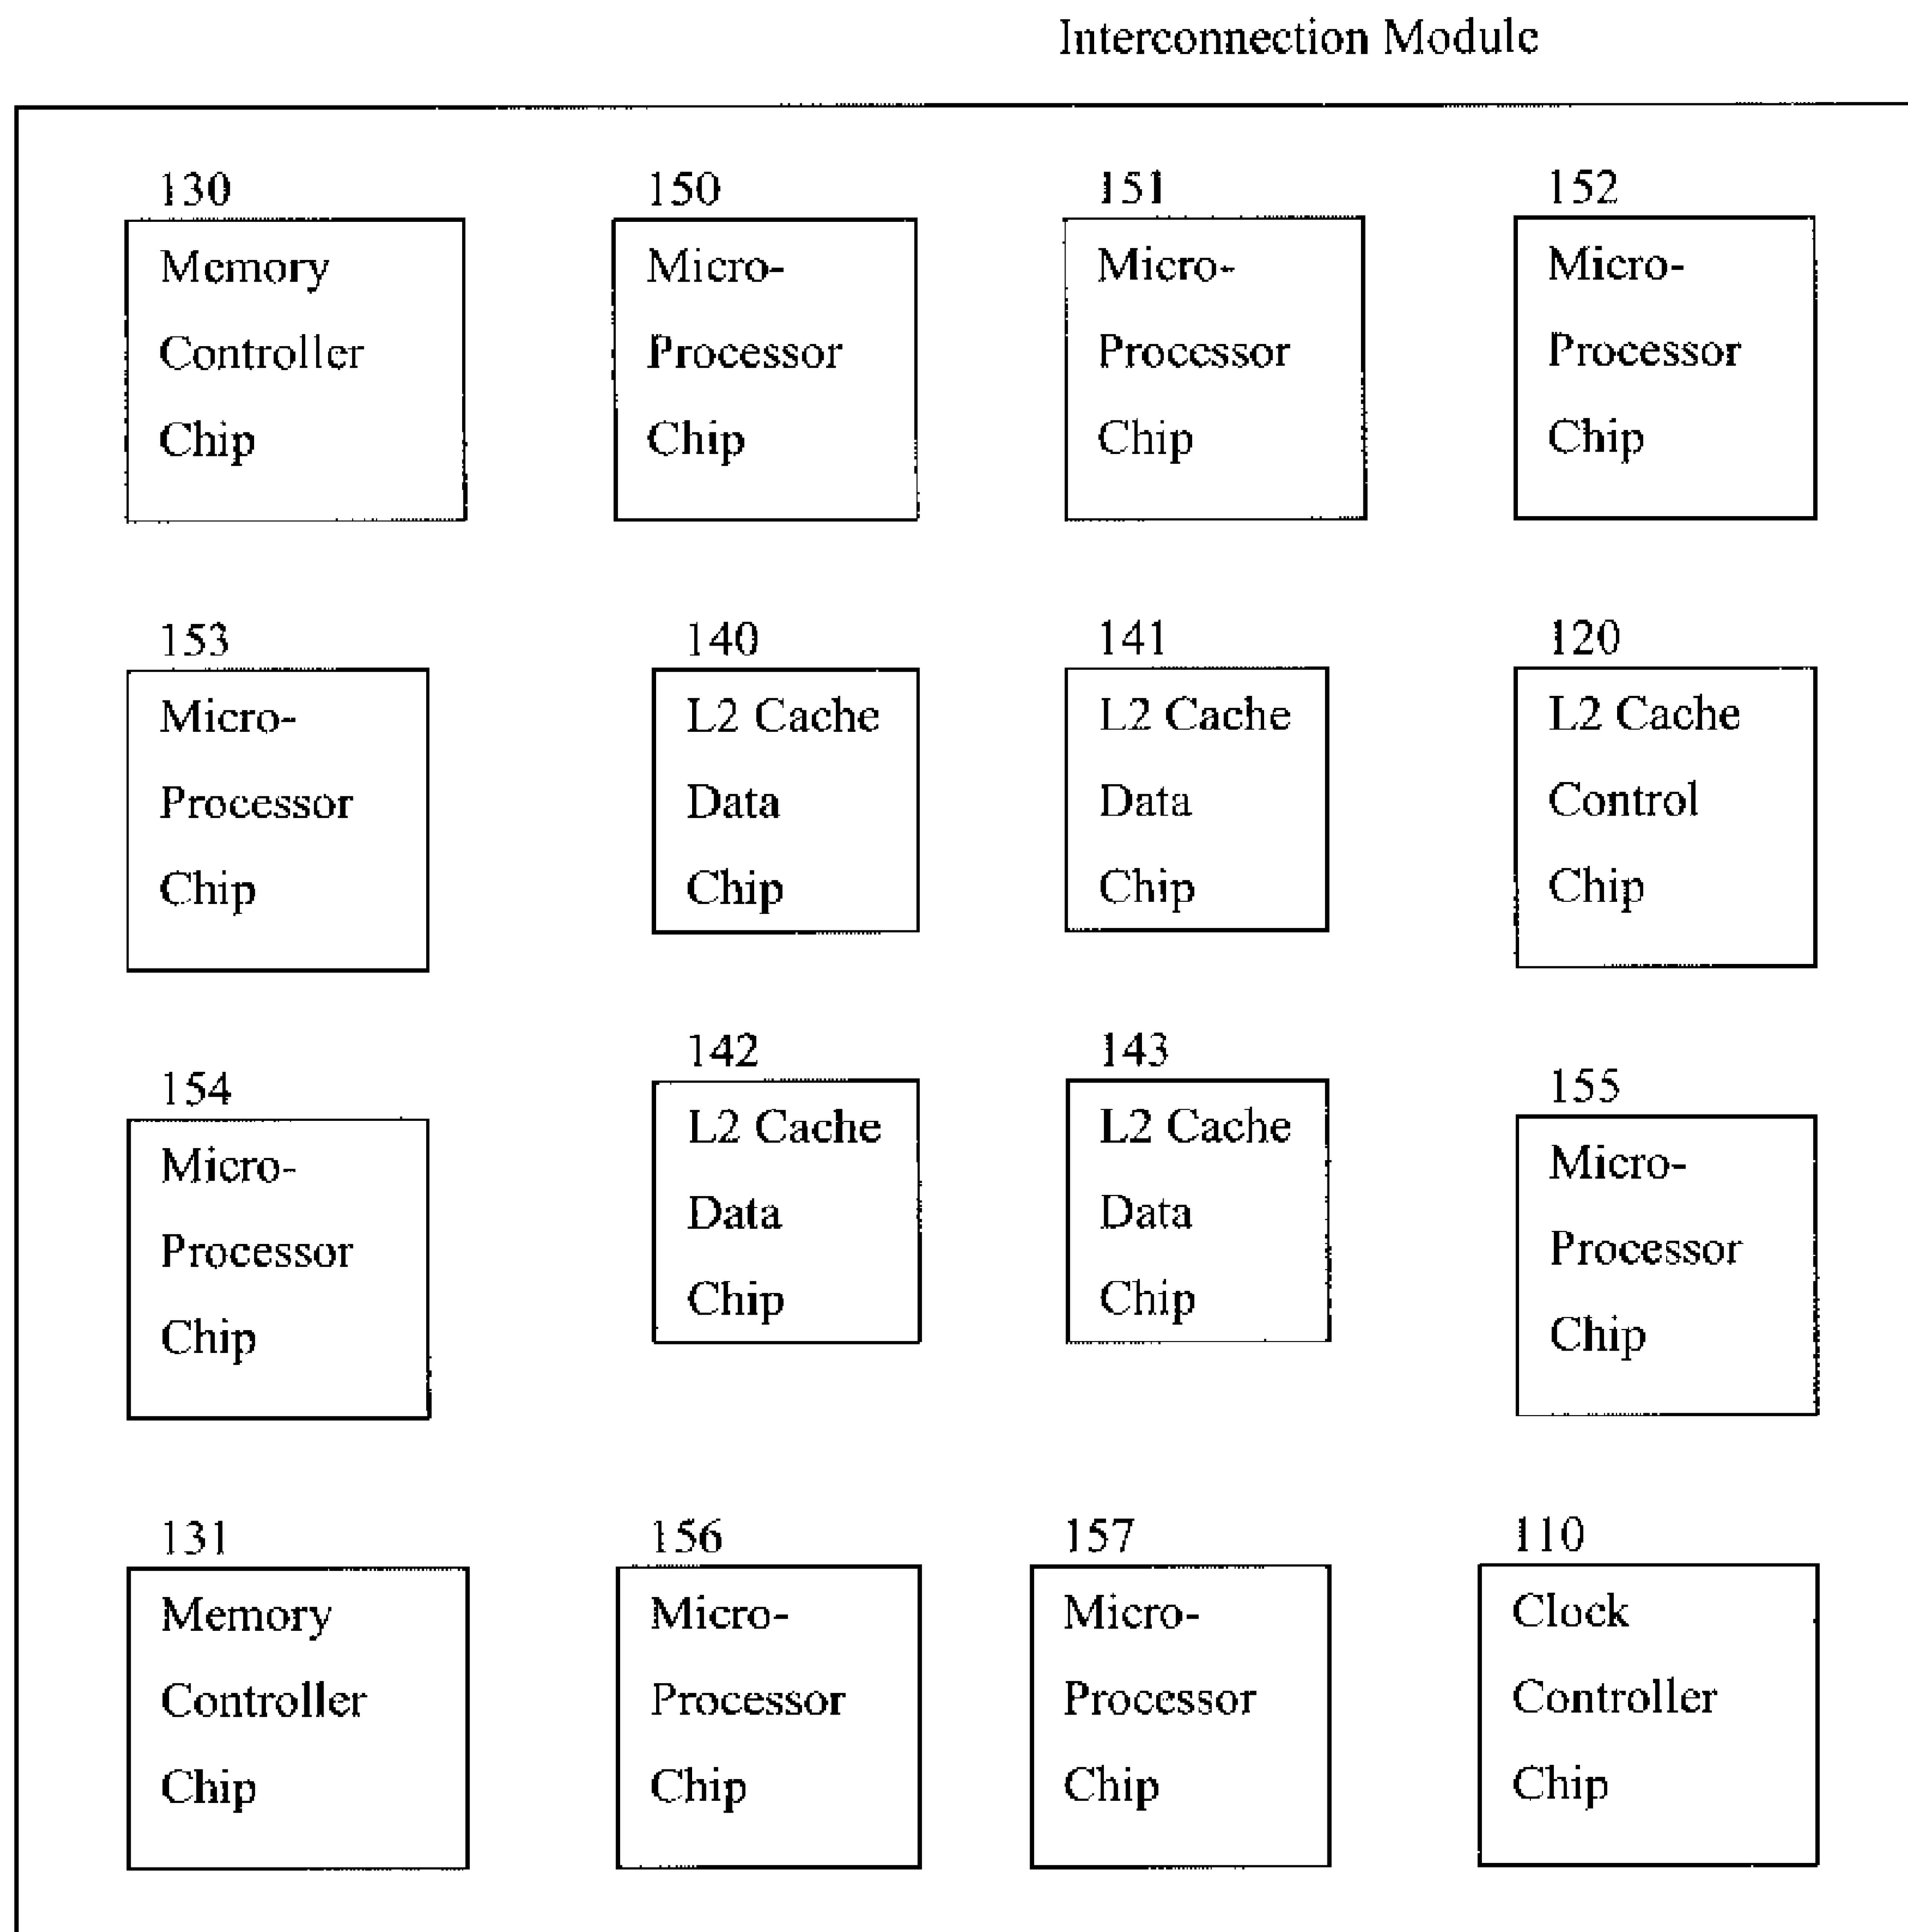 Interconnection Module
130
Memory
Controller
Chip
150
Micro-
Processor
Chip
151
Micro-
Processor
Chip
152
Micro-
Processor
Chip
153
Micro-
Processor
Chip
140
L2 Cache
Data
Chip
141
L2 Cache
Data
Chip
120
L2 Cache
Control
Chip
154
Micro-
Processor
Chip
142
L2 Cache
Data
Chip
143
L2 Cache
Data
Chip
155
Micro-
Processor
Chip
131
Memory
Controller
Chip
156
Micro-
Processor
Chip
157
Micro-
Processor
Chip
110
Clock
Controller
Chip